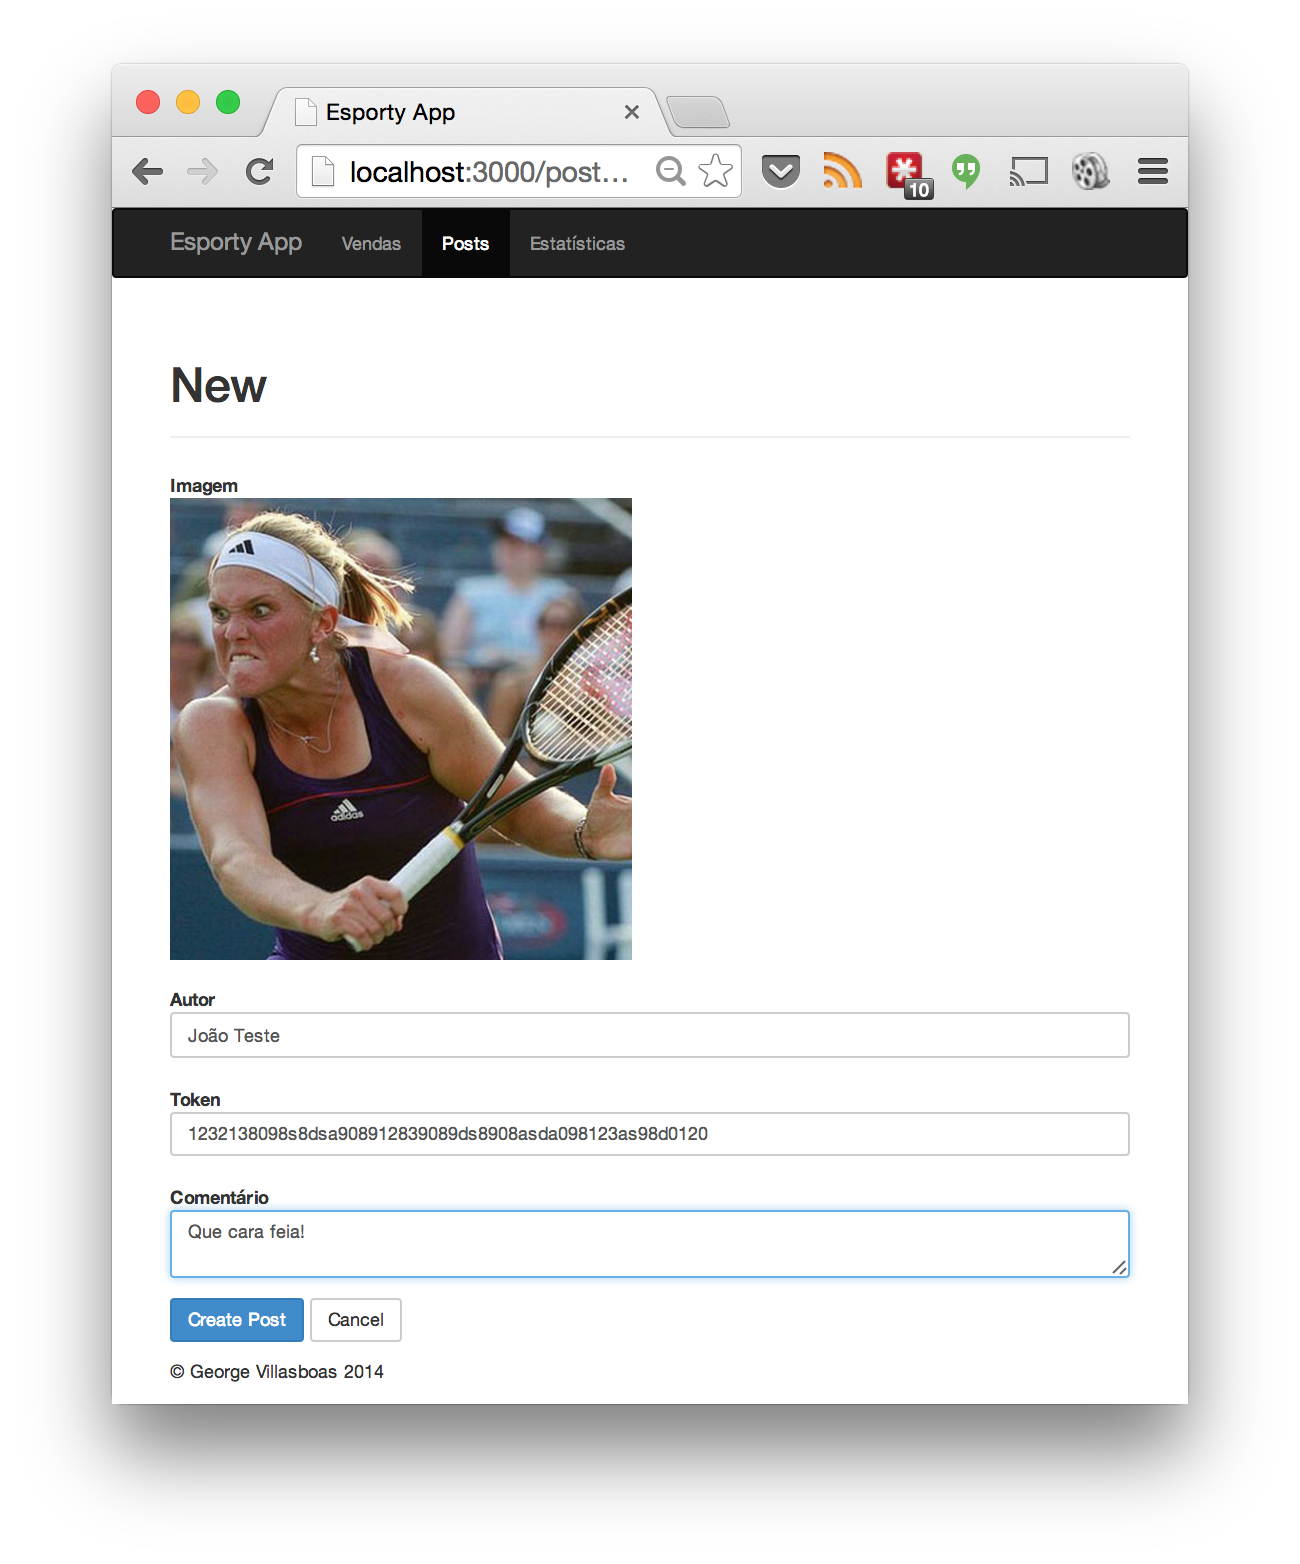 Esporty App
localhost:3000/post...
10
Esporty App Vendas Posts Estatísticas
New
Imagem
adidas
Autor
João Teste
Token
1232138098s8dsa908912839089ds8908asda098123as98d0120
Comentário
Que cara feia!
Create Post Cancel
© George Villasboas 2014